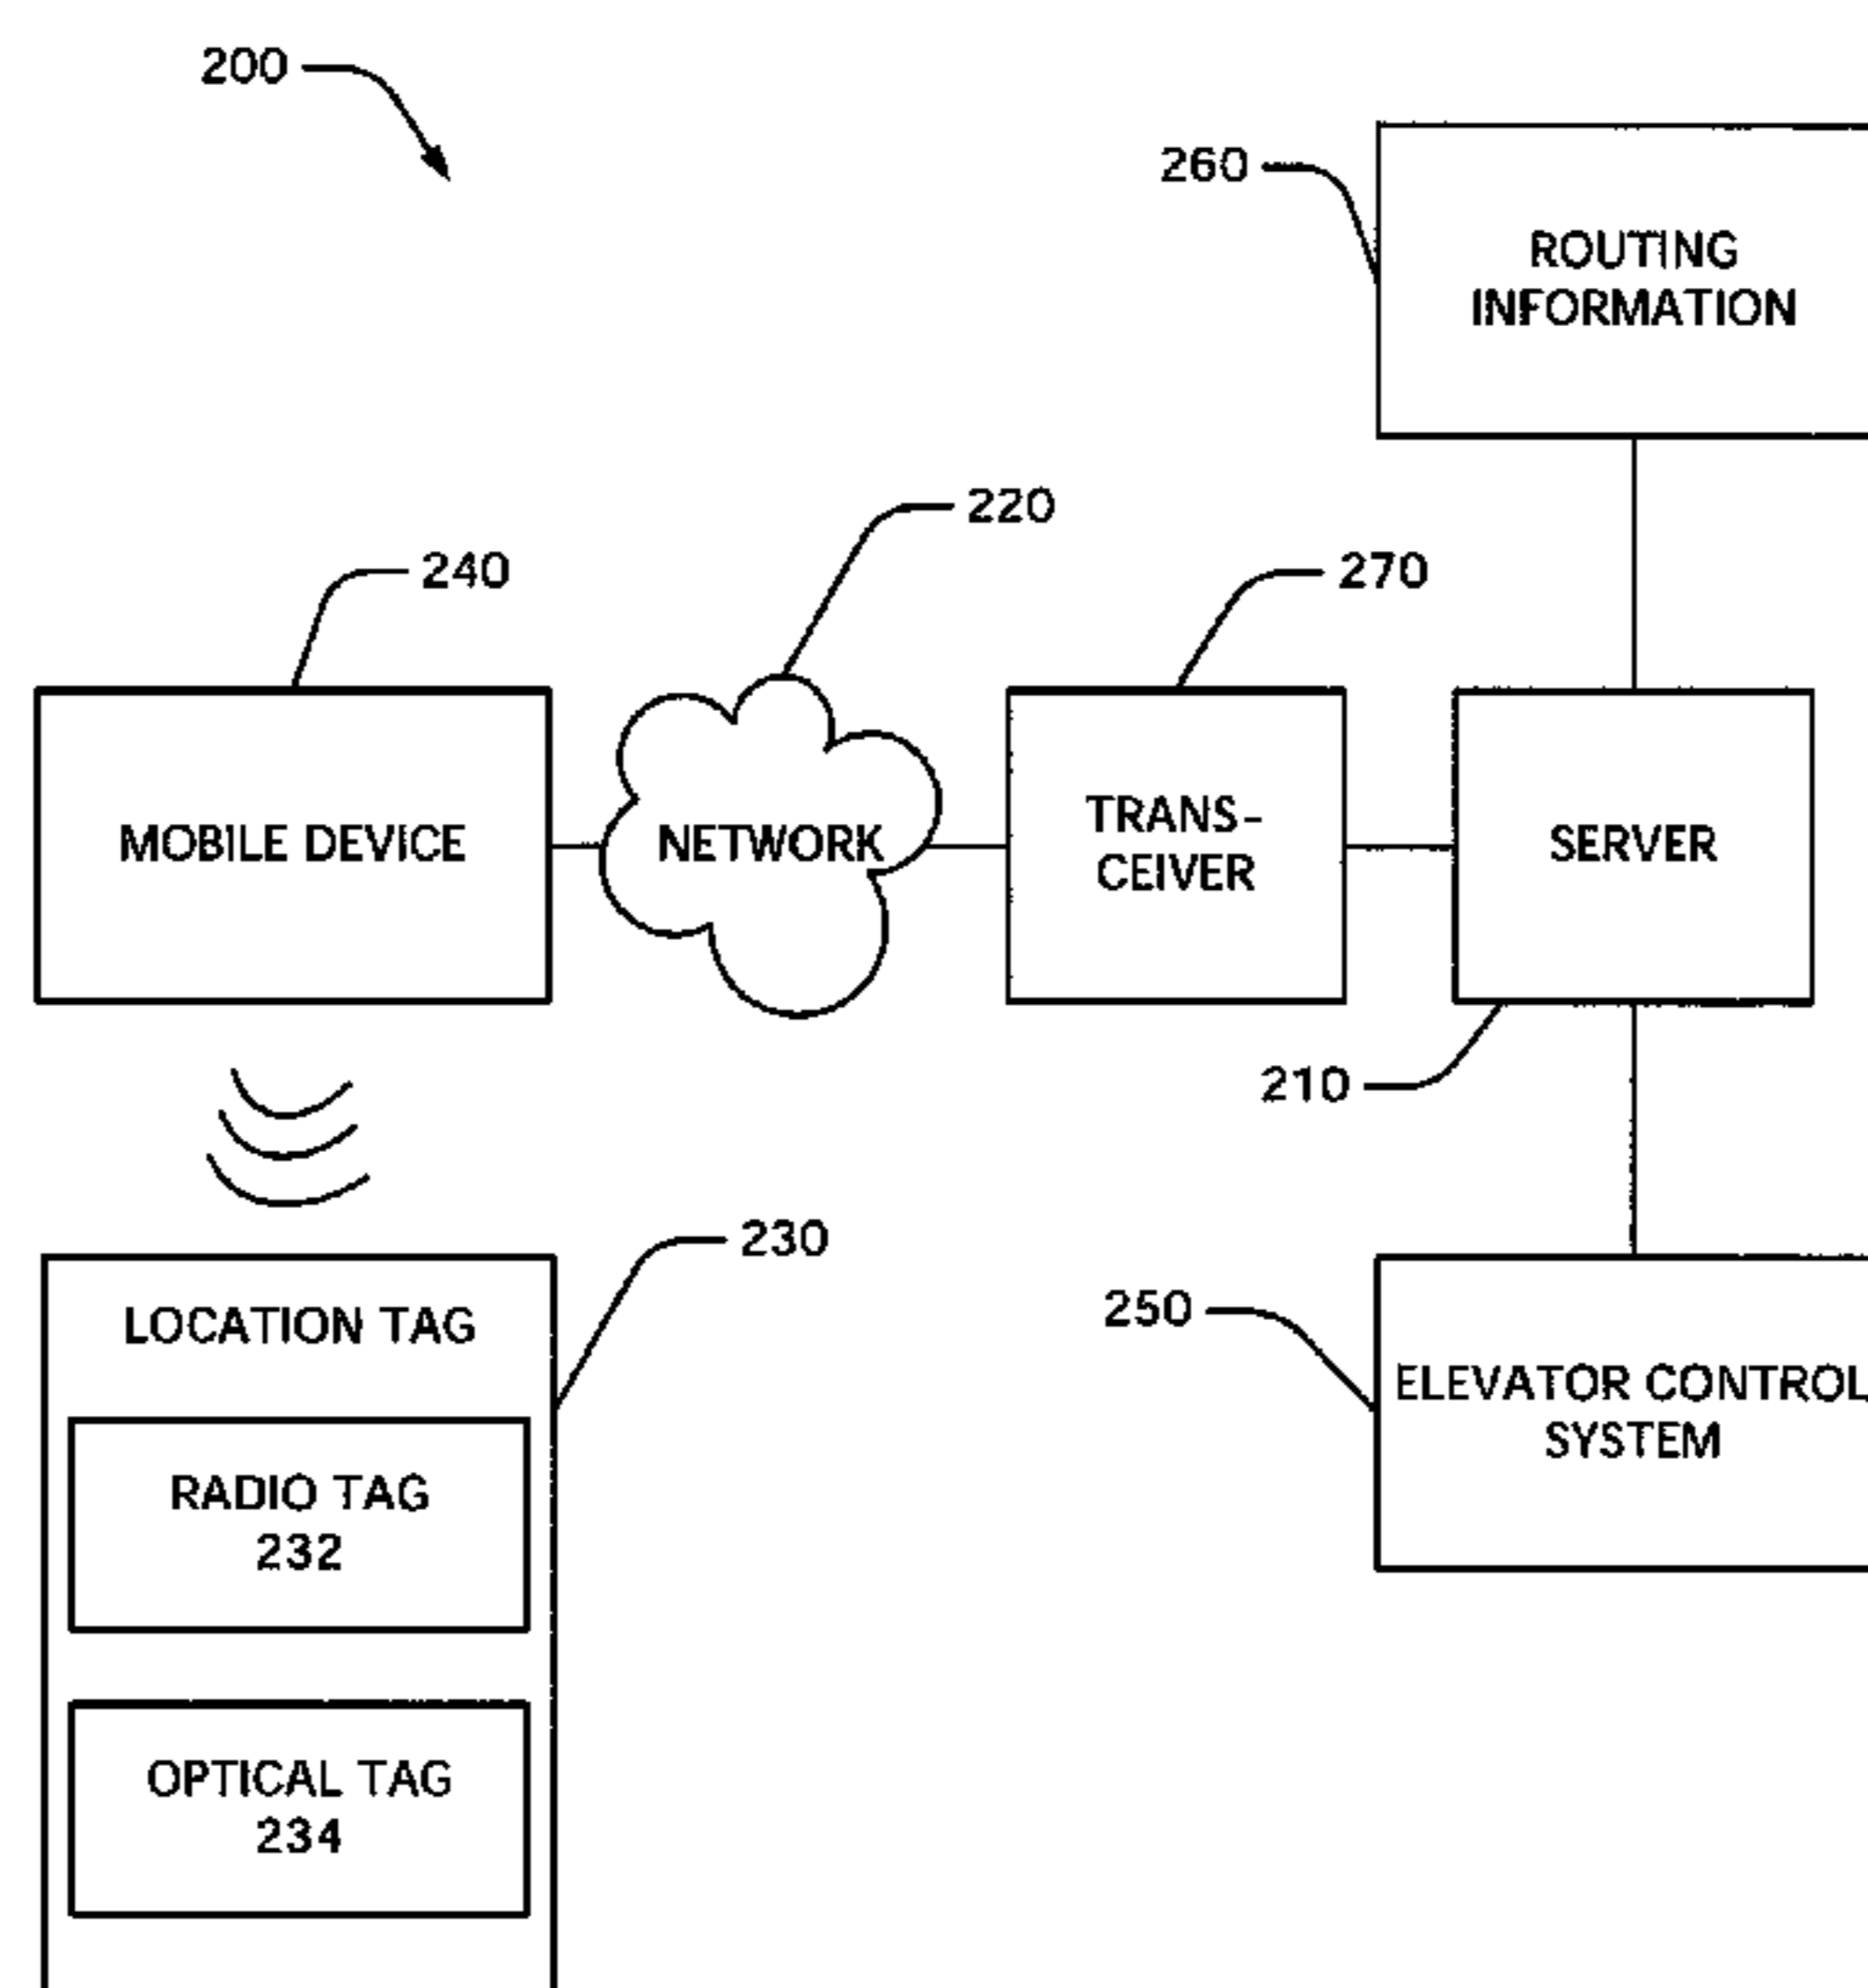 200
260
ROUTING
INFORMATION
220
240
270
MOBILE DEVICE
NETWORK
TRANS-
CEIVER
SERVER
210
230
LOCATION TAG
250
ELEVATOR CONTROL
SYSTEM
RADIO TAG
232
OPTICAL TAG
234